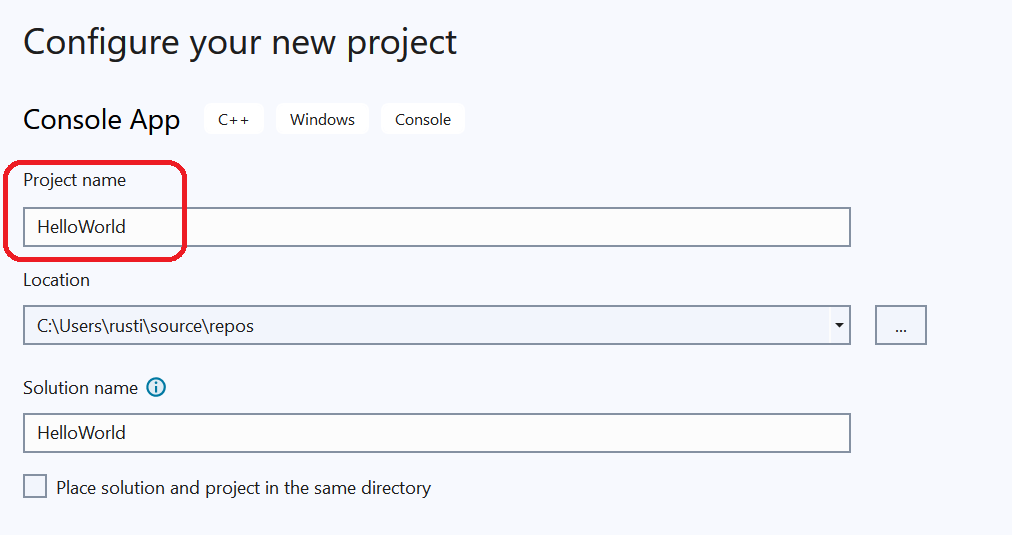 Configure your new project
Console App C++ Windows Console
Project name
HelloWorld
Location
C:\Users\rusti\source\repos
...
Solution name
HelloWorld
Place solution and project in the same directory